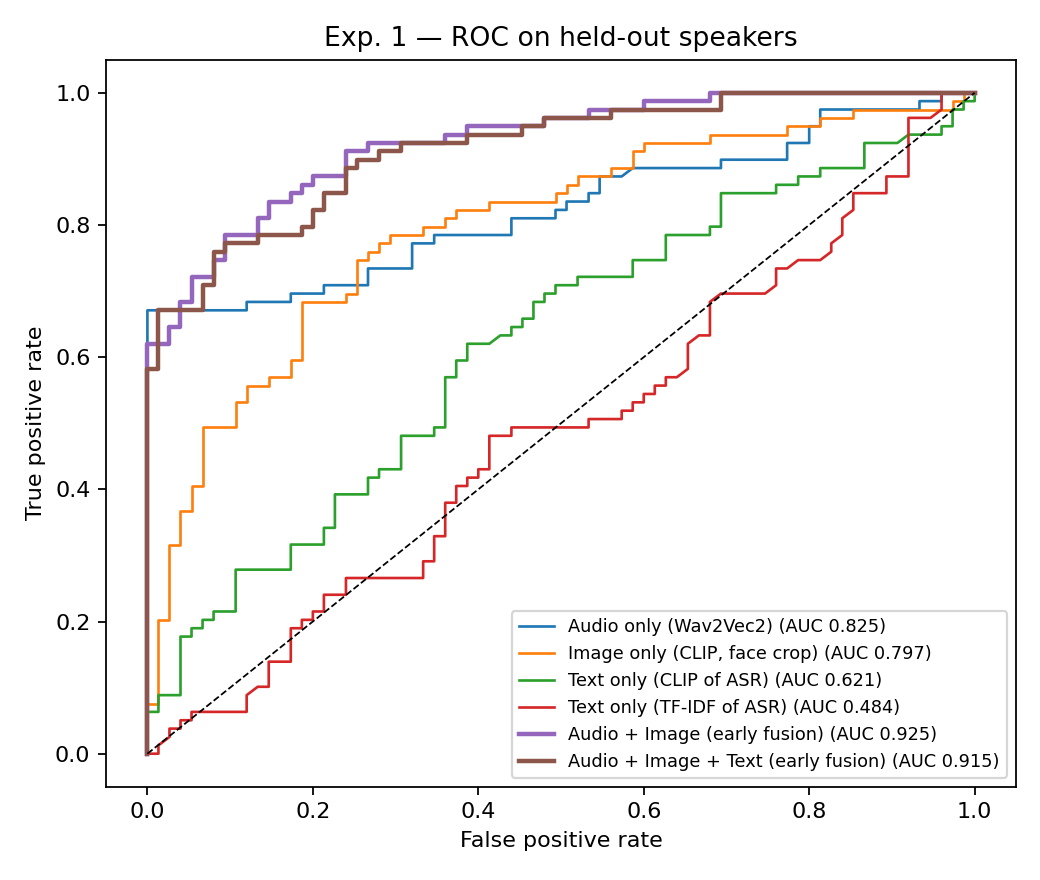 Exp. 1 — ROC on held-out speakers
True positive rate
1.0
0.8
0.6
0.4
0.2
0.0
Audio only (Wav2Vec2) (AUC 0.825)
Image only (CLIP, face crop) (AUC 0.797)
Text only (CLIP of ASR) (AUC 0.621)
Text only (TF-IDF of ASR) (AUC 0.484)
Audio + Image (early fusion) (AUC 0.925)
Audio + Image + Text (early fusion) (AUC 0.915)
0.0 0.2 0.4 0.6 0.8 1.0
False positive rate